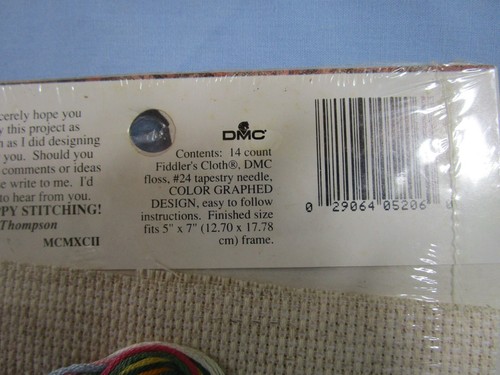 cerely hope you
y this project as
h as I did designing
you. Should you
comments or ideas
e write to me. I'd
to hear from you.
PPY STITCHING!
Thompson
MCMXCII
DMC
Contents: 14 count
Fiddler's Cloth®, DMC
floss, #24 tapestry needle,
COLOR GRAPHED
DESIGN, easy to follow
instructions. Finished size
fits 5" x 7" (12.70 x 17.78
cm) frame.
0 29064 05206